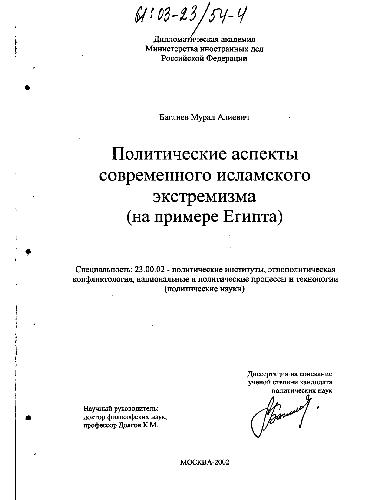 61:03-23/54-4
Дипломатическая академия
Министерства иностранных дел
Российской Федерации
Баглиев Мурад Алиевич
Политические аспекты
современного исламского
экстремизма
(на примере Египта)
Специальность: 23.00.02 - политические институты, этнополитическая
конфликтология, национальные и политические процессы и технологии
(политические науки)
Диссертация на соискание
ученой степени кандидата
политических наук
Научный руководитель:
доктор философских наук,
профессор Долгов К.М.
МОСКВА-2002